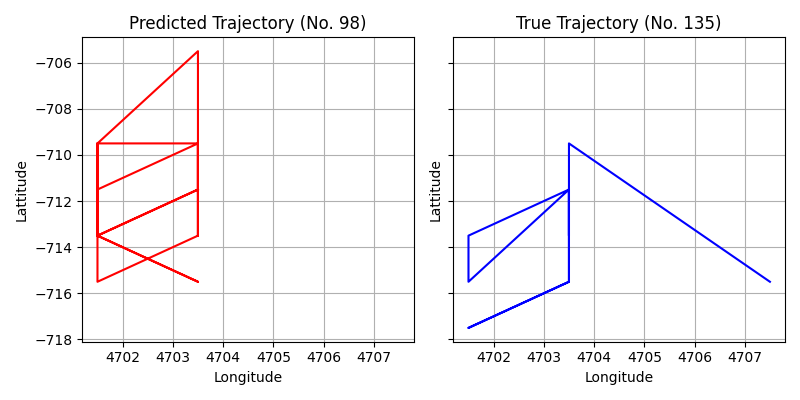 Predicted Trajectory (No. 98)
−706
−708
−710
−712
−714
−716
−718
Lattitude
4702 4703 4704 4705 4706 4707
Longitude
True Trajectory (No. 135)
Lattitude
4702 4703 4704 4705 4706 4707
Longitude